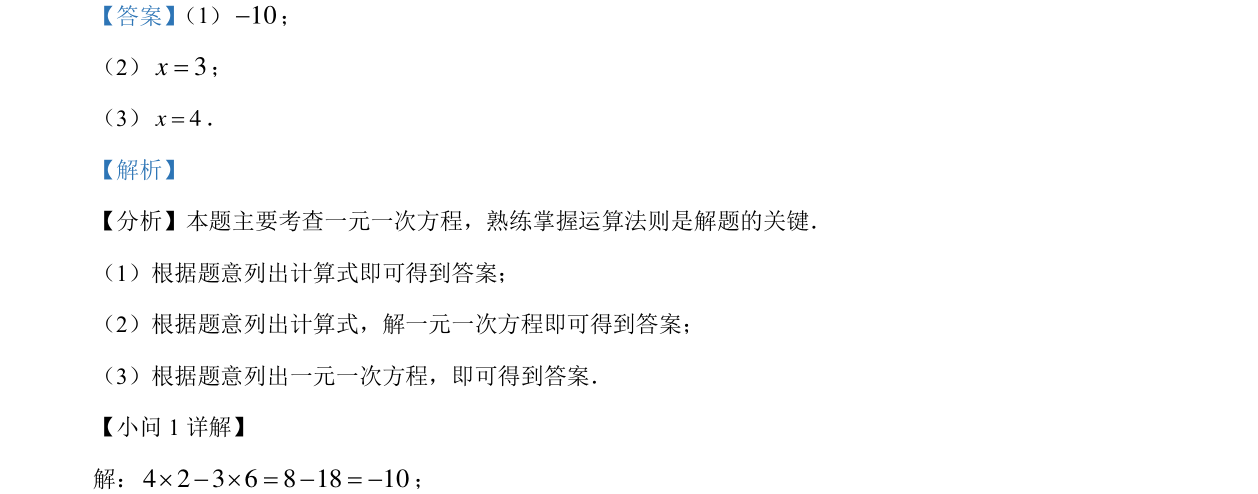 【答案】（1）−10；
（2）x = 3；
（3）x = 4．
【解析】
【分析】本题主要考查一元一次方程，熟练掌握运算法则是解题的关键．
（1）根据题意列出计算式即可得到答案；
（2）根据题意列出计算式，解一元一次方程即可得到答案；
（3）根据题意列出一元一次方程，即可得到答案．
【小问 1 详解】
解：4×2−3×6=8−18=−10；